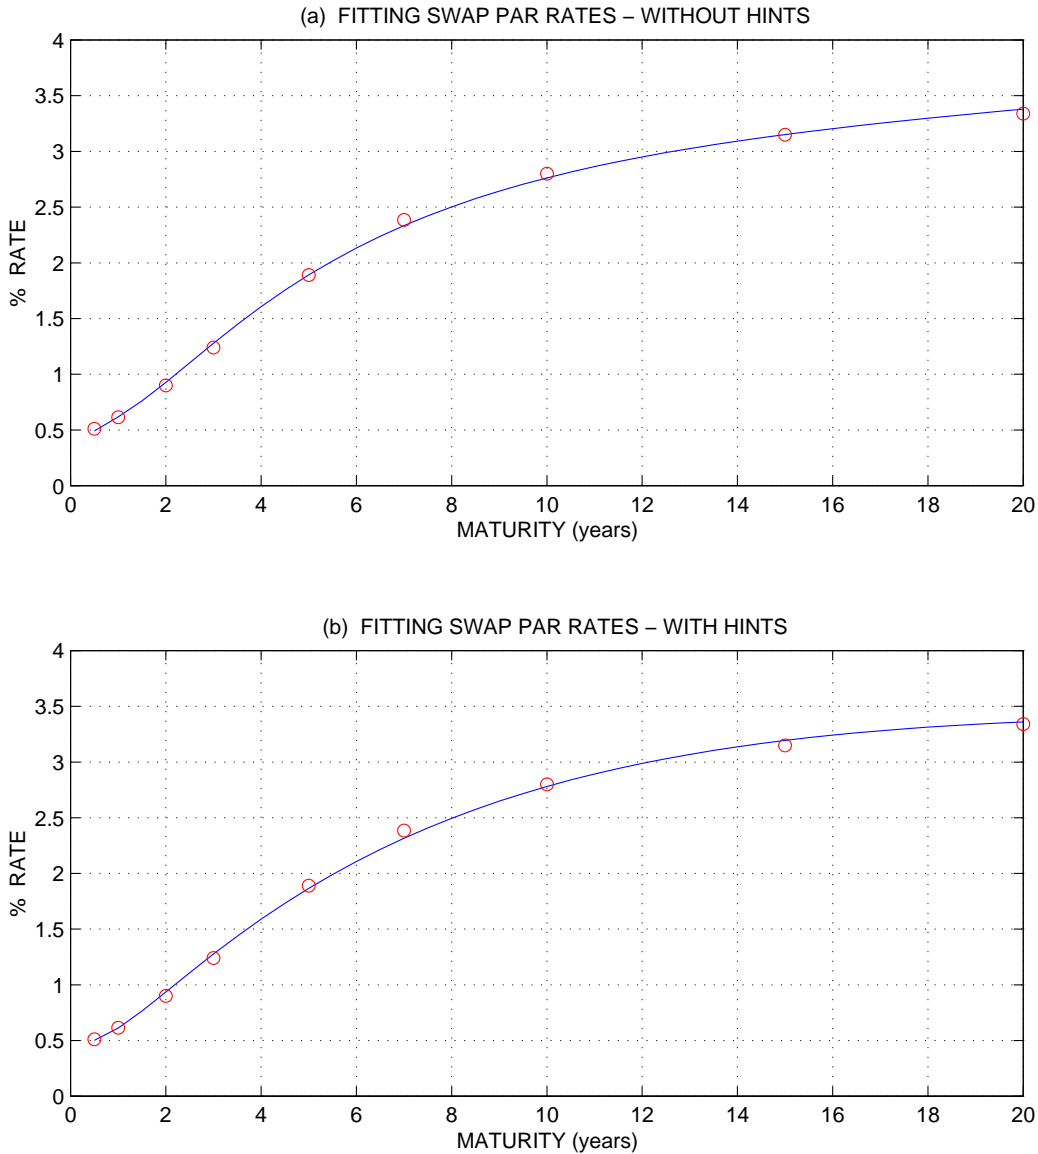 (a) FITTING SWAP PAR RATES – WITHOUT HINTS
4
3.5
3
2.5
2
1.5
1
0.5
0
% RATE
0 2 4 6 8 10 12 14 16 18 20
MATURITY (years)
(b) FITTING SWAP PAR RATES – WITH HINTS
4
3.5
3
2.5
2
1.5
1
0.5
0
% RATE
0 2 4 6 8 10 12 14 16 18 20
MATURITY (years)